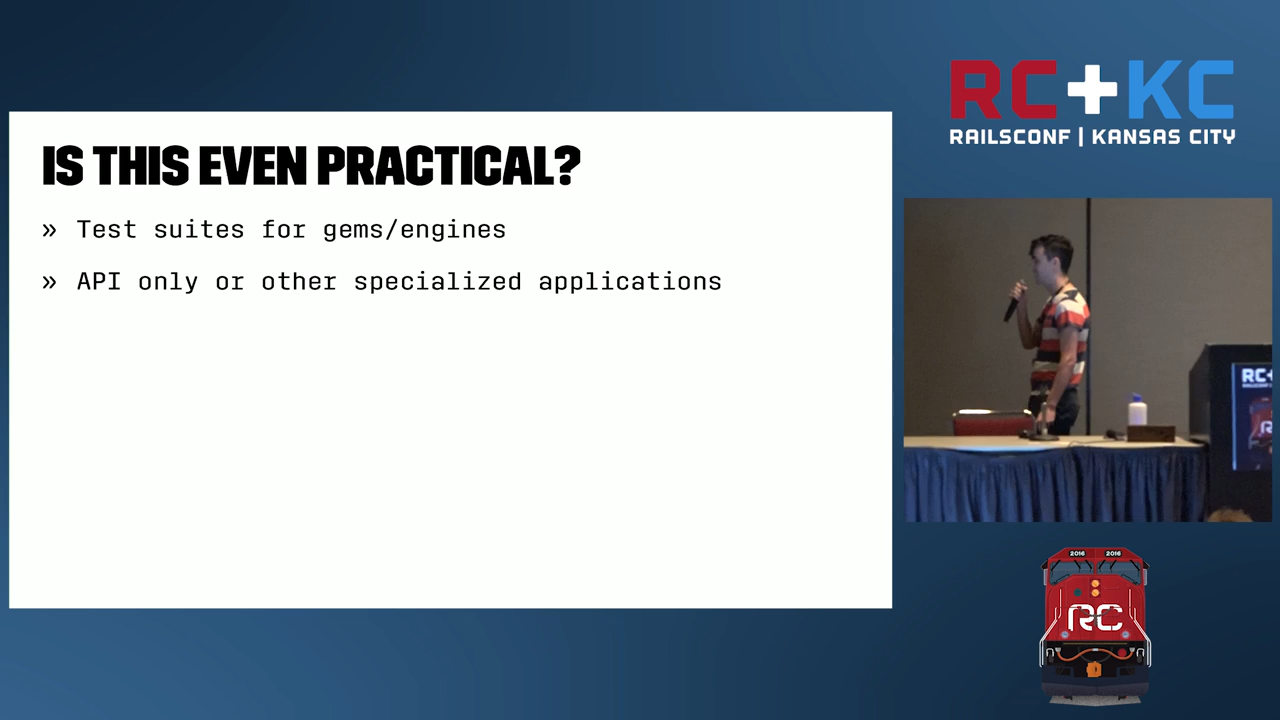 RC+KC
RAILSCONF | KANSAS CITY
IS THIS EVEN PRACTICAL?
» Test suites for gems/engines
» API only or other specialized applications
RC+
2016 2016
RC